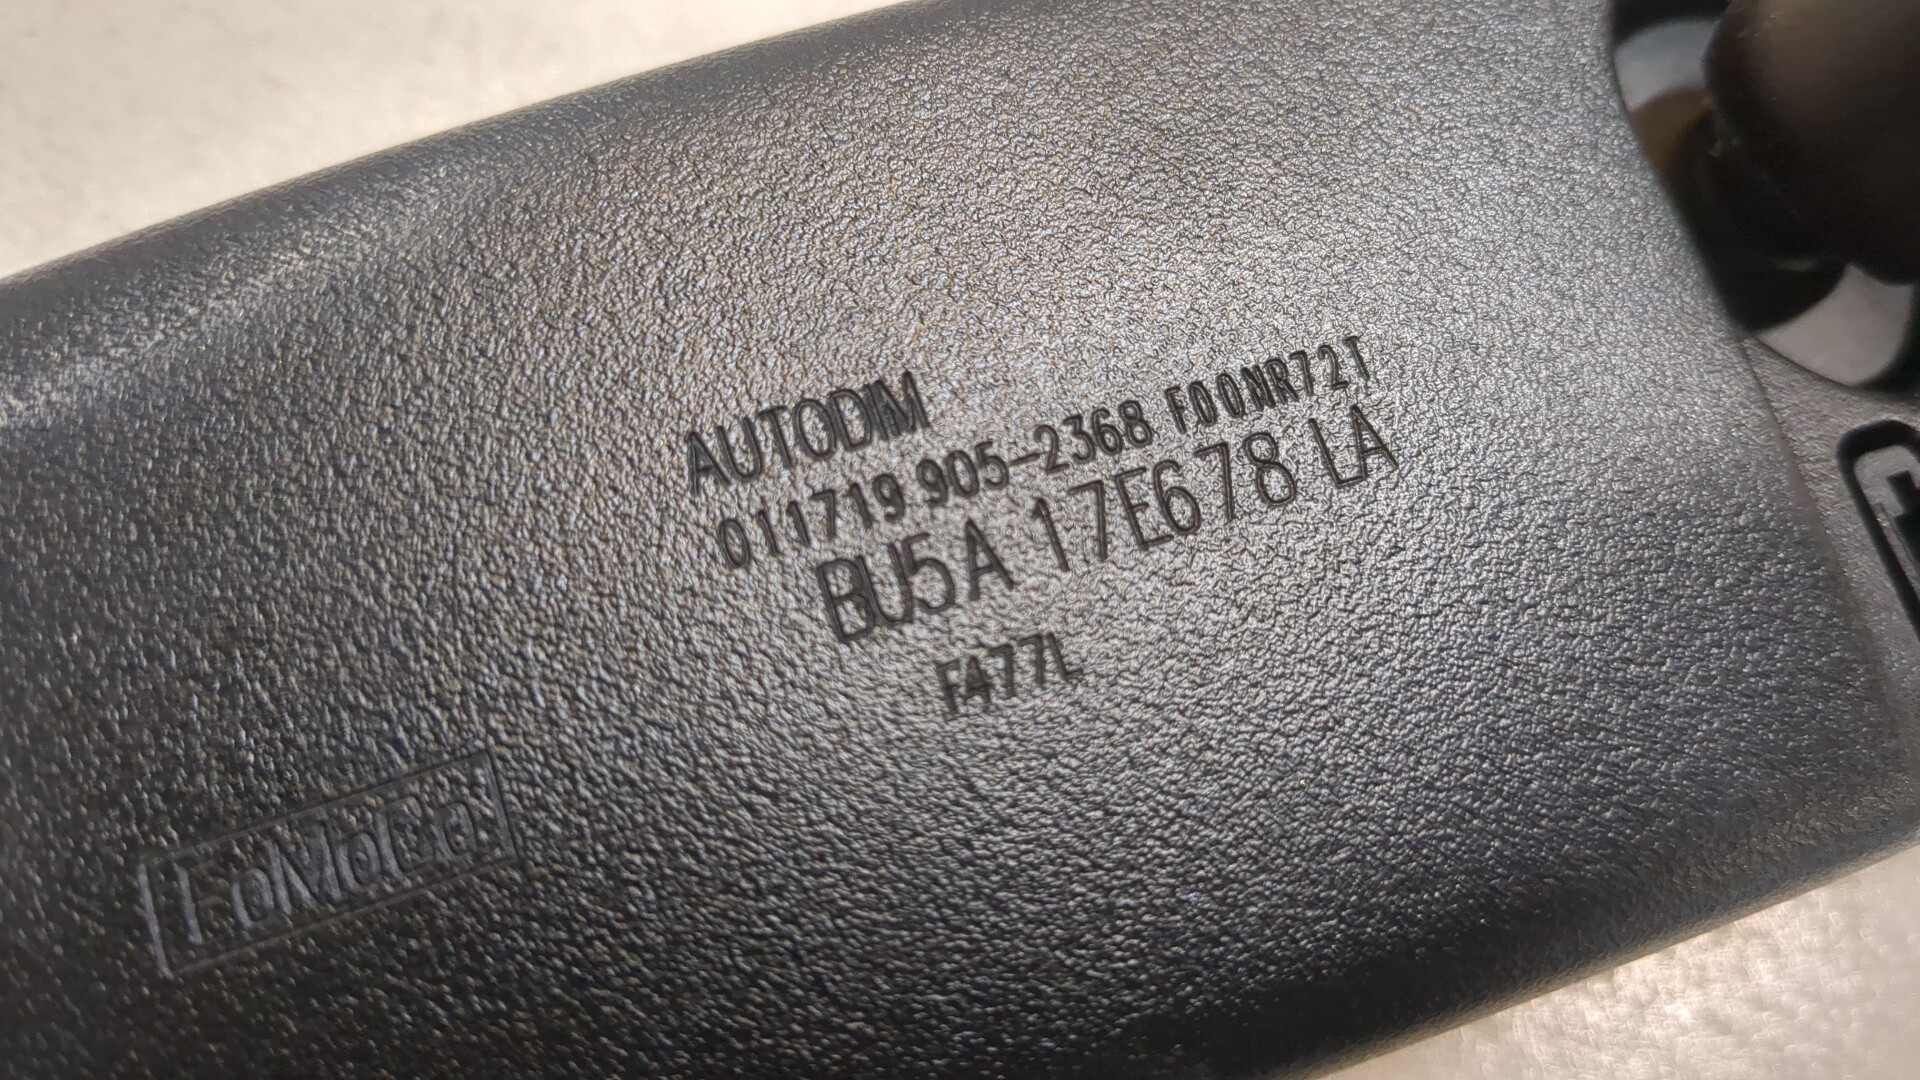 AUTODIM
011719 905-2368 F00NR72T
BU5A 17E678 LA
FA77L
FoMoCo